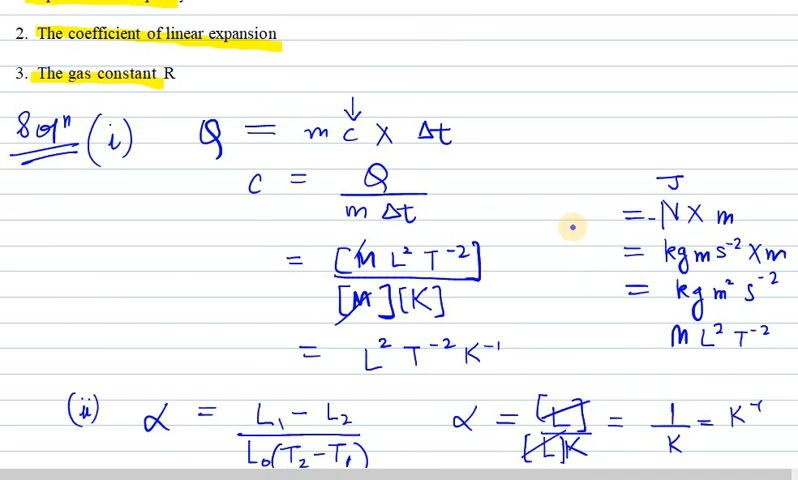 2. The coefficient of linear expansion
3. The gas constant R
Solⁿ (i) Q = m c × Δt
c = Q / m Δt
J
= N × m
= [M L² T⁻²] / [M][K]
= kg m s⁻² × m
= kg m² s⁻²
M L² T⁻²
= L² T⁻² K⁻¹
(ii) α = L₁ − L₂ / L₀(T₂ − T₁) α = [L] / [L]K = 1/K = K⁻¹